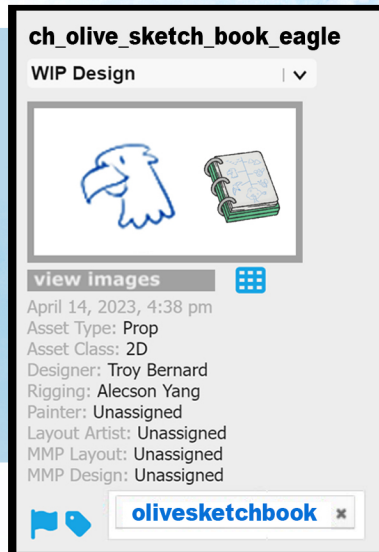 ch_olive_sketch_book_eagle
WIP Design
view images
April 14, 2023, 4:38 pm
Asset Type: Prop
Asset Class: 2D
Designer: Troy Bernard
Rigging: Alecson Yang
Painter: Unassigned
Layout Artist: Unassigned
MMP Layout: Unassigned
MMP Design: Unassigned
olivesketchbook